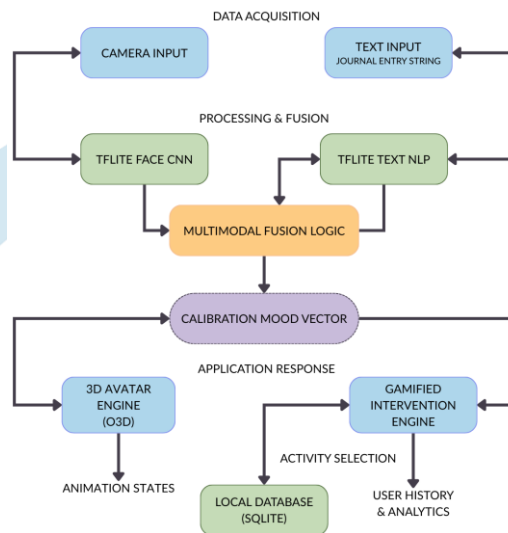 DATA ACQUISITION
CAMERA INPUT
TEXT INPUT
JOURNAL ENTRY STRING
PROCESSING & FUSION
TFLITE FACE CNN
TFLITE TEXT NLP
MULTIMODAL FUSION LOGIC
CALIBRATION MOOD VECTOR
APPLICATION RESPONSE
3D AVATAR
ENGINE
(O3D)
GAMIFIED
INTERVENTION
ENGINE
ACTIVITY SELECTION
ANIMATION STATES
LOCAL DATABASE
(SQLITE)
USER HISTORY
& ANALYTICS